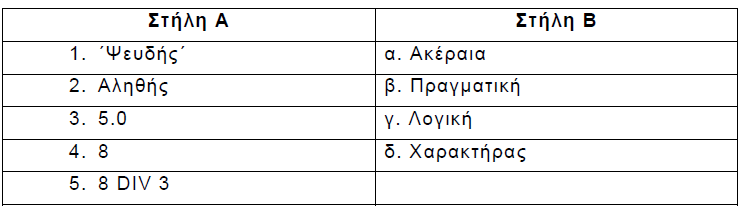 Στήλη Α Στήλη Β
1. ΄Ψευδής΄ α. Ακέραια
2. Αληθής β. Πραγματική
3. 5.0 γ. Λογική
4. 8 δ. Χαρακτήρας
5. 8 DIV 3